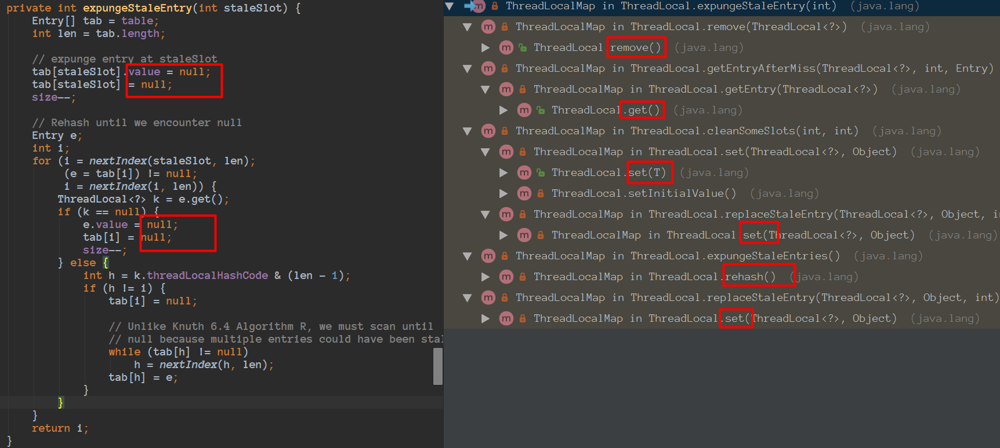 private int expungeStaleEntry(int staleSlot) {
Entry[] tab = table;
int len = tab.length;
// expunge entry at staleSlot
tab[staleSlot].value = null;
tab[staleSlot] = null;
size--;
// Rehash until we encounter null
Entry e;
int i;
for (i = nextIndex(staleSlot, len);
(e = tab[i]) != null;
i = nextIndex(i, len)) {
ThreadLocal<?> k = e.get();
if (k == null) {
e.value = null;
tab[i] = null;
size--;
} else {
int h = k.threadLocalHashCode & (len - 1);
if (h != i) {
tab[i] = null;
// Unlike Knuth 6.4 Algorithm R, we must scan until
// null because multiple entries could have been stal
while (tab[h] != null)
h = nextIndex(h, len);
tab[h] = e;
}
}
}
return i;
}
m ThreadLocalMap in ThreadLocal.expungeStaleEntry(int) (java.lang)
m ThreadLocalMap in ThreadLocal.remove(ThreadLocal<?>) (java.lang)
m ThreadLocal.remove() (java.lang)
m ThreadLocalMap in ThreadLocal.getEntryAfterMiss(ThreadLocal<?>, int, Entry)
m ThreadLocalMap in ThreadLocal.getEntry(ThreadLocal<?>) (java.lang)
m ThreadLocal.get() (java.lang)
m ThreadLocalMap in ThreadLocal.cleanSomeSlots(int, int) (java.lang)
m ThreadLocalMap in ThreadLocal.set(ThreadLocal<?>, Object) (java.lang)
m ThreadLocal.set(T) (java.lang)
m ThreadLocal.setInitialValue() (java.lang)
m ThreadLocalMap in ThreadLocal.replaceStaleEntry(ThreadLocal<?>, Object, in
m ThreadLocalMap in ThreadLocal.set(ThreadLocal<?>, Object) (java.lang)
m ThreadLocalMap in ThreadLocal.expungeStaleEntries() (java.lang)
m ThreadLocalMap in ThreadLocal.rehash() (java.lang)
m ThreadLocalMap in ThreadLocal.replaceStaleEntry(ThreadLocal<?>, Object, int)
m ThreadLocalMap in ThreadLocal.set(ThreadLocal<?>, Object) (java.lang)